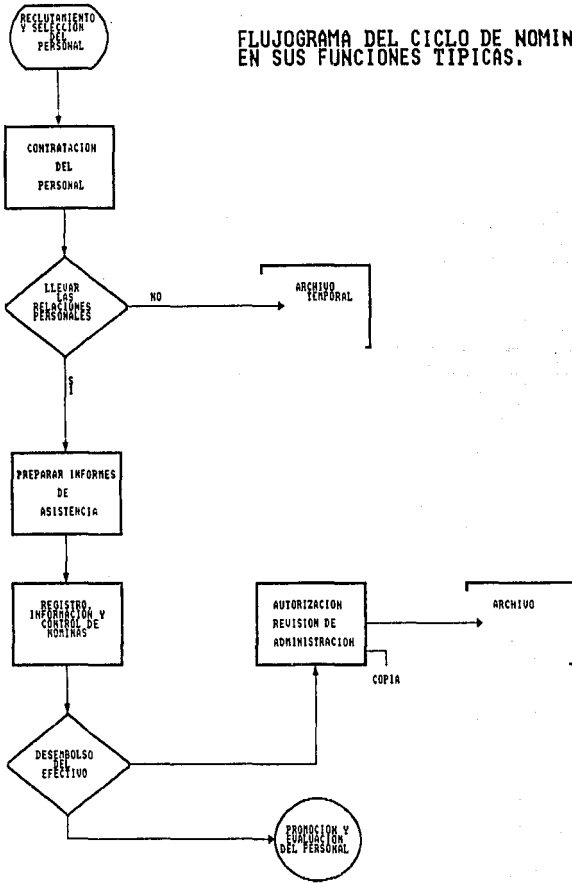 FLUJOGRAMA DEL CICLO DE NOMIN
EN SUS FUNCIONES TIPICAS.
RECLUTAMIENTO
Y SELECCION
DEL
PERSONAL
CONTRATACION
DEL
PERSONAL
LLEVAR
LAS
RELACIONES
PERSONALES
NO
ARCHIVO
TEMPORAL
SI
PREPARAR INFORMES
DE
ASISTENCIA
REGISTRO,
INFORMACION Y
CONTROL DE
NOMINAS
AUTORIZACION
REVISION DE
ADMINISTRACION
ARCHIVO
COPIA
DESEMBOLSO
DEL
EFECTIVO
PROMOCION Y
EVALUACION
DEL PERSONAL